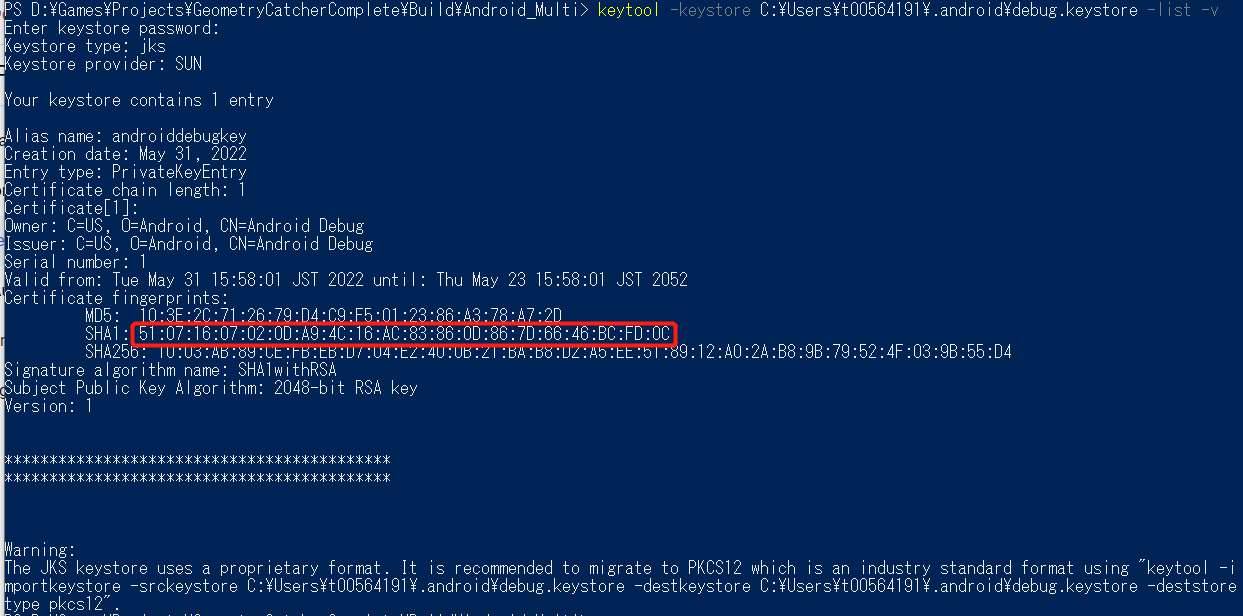 PS D:¥Games¥Projects¥GeometryCatcherComplete¥Build¥Android_Multi> keytool -keystore C:¥Users¥t00564191¥.android¥debug.keystore -list -v
Enter keystore password:
Keystore type: jks
Keystore provider: SUN
Your keystore contains 1 entry
Alias name: androiddebugkey
Creation date: May 31, 2022
Entry type: PrivateKeyEntry
Certificate chain length: 1
Certificate[1]:
Owner: C=US, O=Android, CN=Android Debug
Issuer: C=US, O=Android, CN=Android Debug
Serial number: 1
Valid from: Tue May 31 15:58:01 JST 2022 until: Thu May 23 15:58:01 JST 2052
Certificate fingerprints:
MD5: 10:3E:2C:71:26:79:D4:C9:F5:01:23:86:A3:78:A7:2D
SHA1: 51:07:16:07:02:0D:A9:4C:16:AC:83:86:0D:86:7D:66:46:BC:FD:0C
SHA256: 10:03:AB:89:CE:FB:EB:D7:04:E2:40:0B:21:BA:B8:D2:A5:EE:51:89:12:A0:2A:B8:9B:79:52:4F:03:9B:55:D4
Signature algorithm name: SHA1withRSA
Subject Public Key Algorithm: 2048-bit RSA key
Version: 1
*******************************************
*******************************************
Warning:
The JKS keystore uses a proprietary format. It is recommended to migrate to PKCS12 which is an industry standard format using "keytool -i
mportkeystore -srckeystore C:¥Users¥t00564191¥.android¥debug.keystore -destkeystore C:¥Users¥t00564191¥.android¥debug.keystore -deststore
type pkcs12".